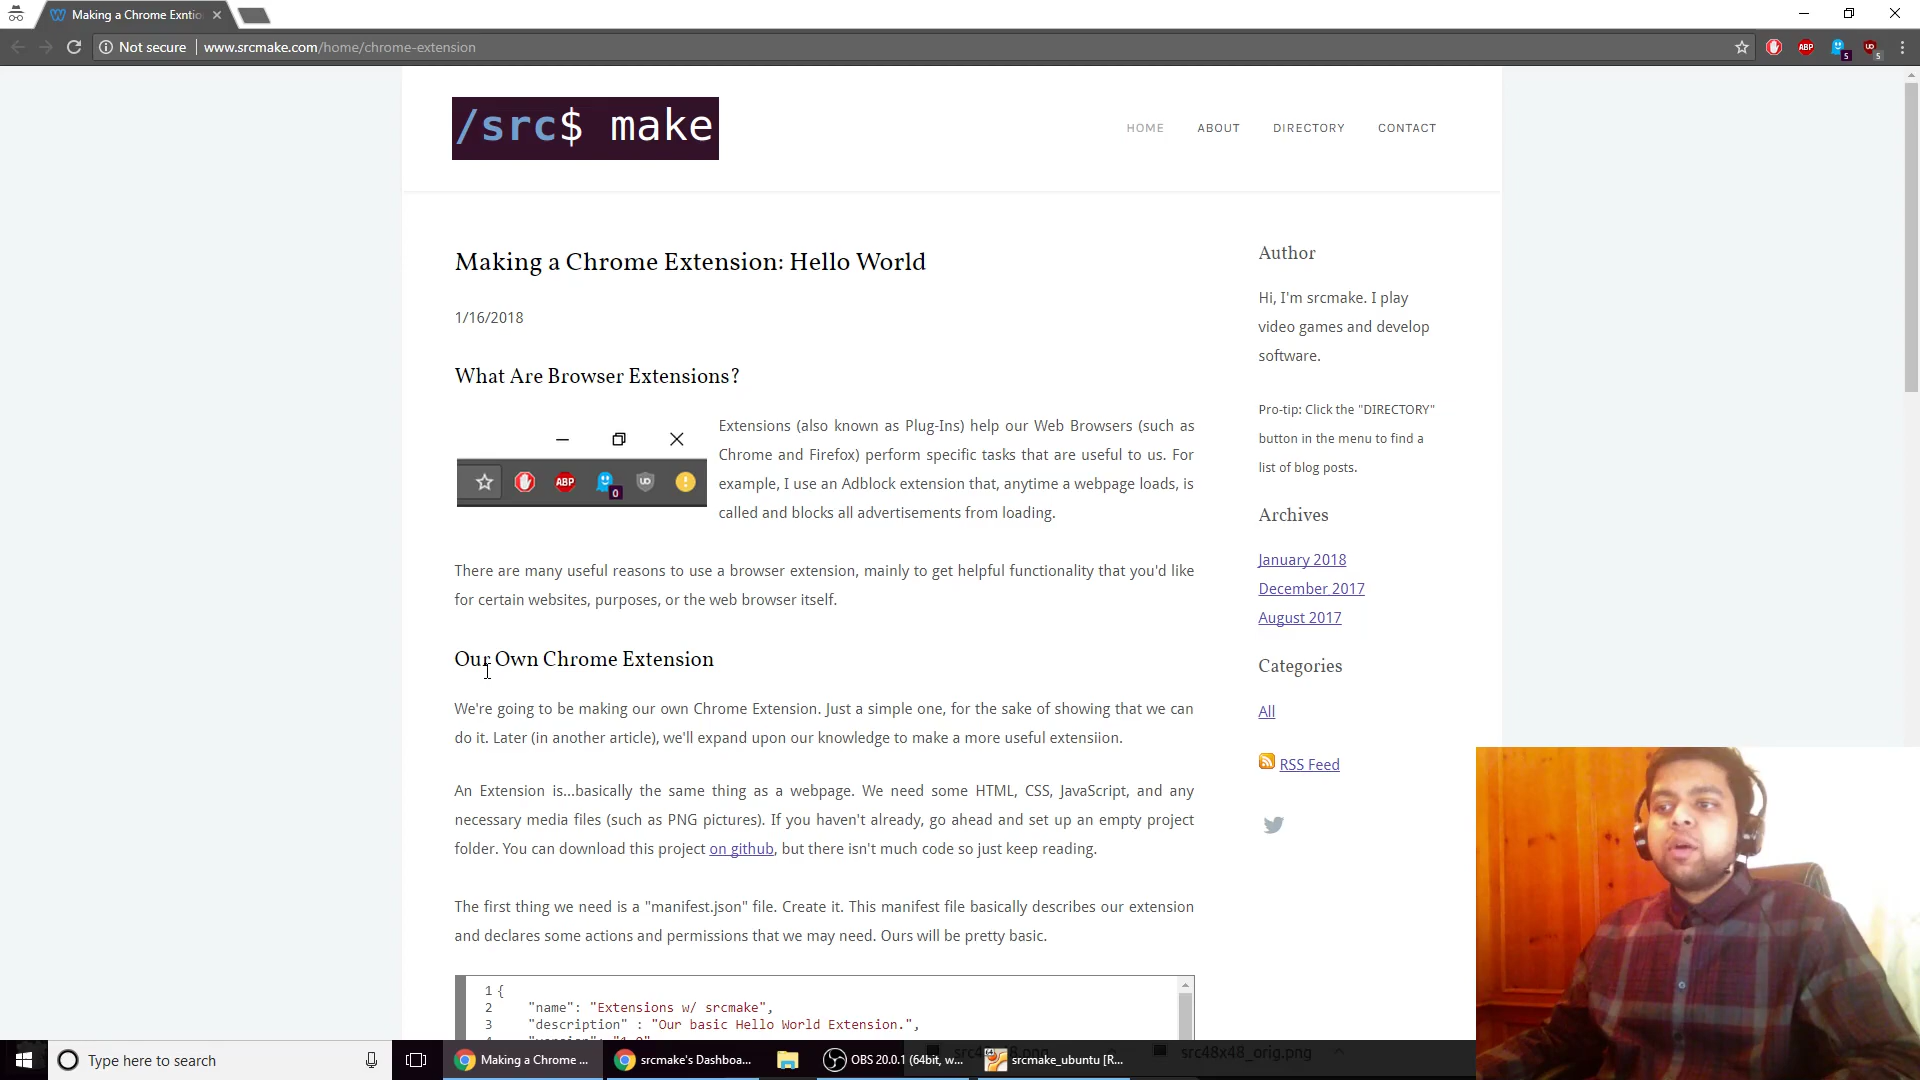 Making a Chrome Exntio
Not secure
www.srcmake.com/home/chrome-extension
ABP
5
UD
5
/src$ make
HOME
ABOUT
DIRECTORY
CONTACT
Making a Chrome Extension: Hello World
1/16/2018
What Are Browser Extensions?
ABP
0
UD
Extensions (also known as Plug-Ins) help our Web Browsers (such as
Chrome and Firefox) perform specific tasks that are useful to us. For
example, I use an Adblock extension that, anytime a webpage loads, is
called and blocks all advertisements from loading.
There are many useful reasons to use a browser extension, mainly to get helpful functionality that you'd like
for certain websites, purposes, or the web browser itself.
Our Own Chrome Extension
We're going to be making our own Chrome Extension. Just a simple one, for the sake of showing that we can
do it. Later (in another article), we'll expand upon our knowledge to make a more useful extensiion.
An Extension is...basically the same thing as a webpage. We need some HTML, CSS, JavaScript, and any
necessary media files (such as PNG pictures). If you haven't already, go ahead and set up an empty project
folder. You can download this project on github, but there isn't much code so just keep reading.
The first thing we need is a "manifest.json" file. Create it. This manifest file basically describes our extension
and declares some actions and permissions that we may need. Ours will be pretty basic.
1 {
2 "name": "Extensions w/ srcmake",
3 "description" : "Our basic Hello World Extension.",
Author
Hi, I'm srcmake. I play
video games and develop
software.
Pro-tip: Click the "DIRECTORY"
button in the menu to find a
list of blog posts.
Archives
January 2018
December 2017
August 2017
Categories
All
RSS Feed
Type here to search
Making a Chrome ...
srcmake's Dashboa...
OBS 20.0.1 (64bit, w...
srcmake_ubuntu [R...
src48x48_orig.png